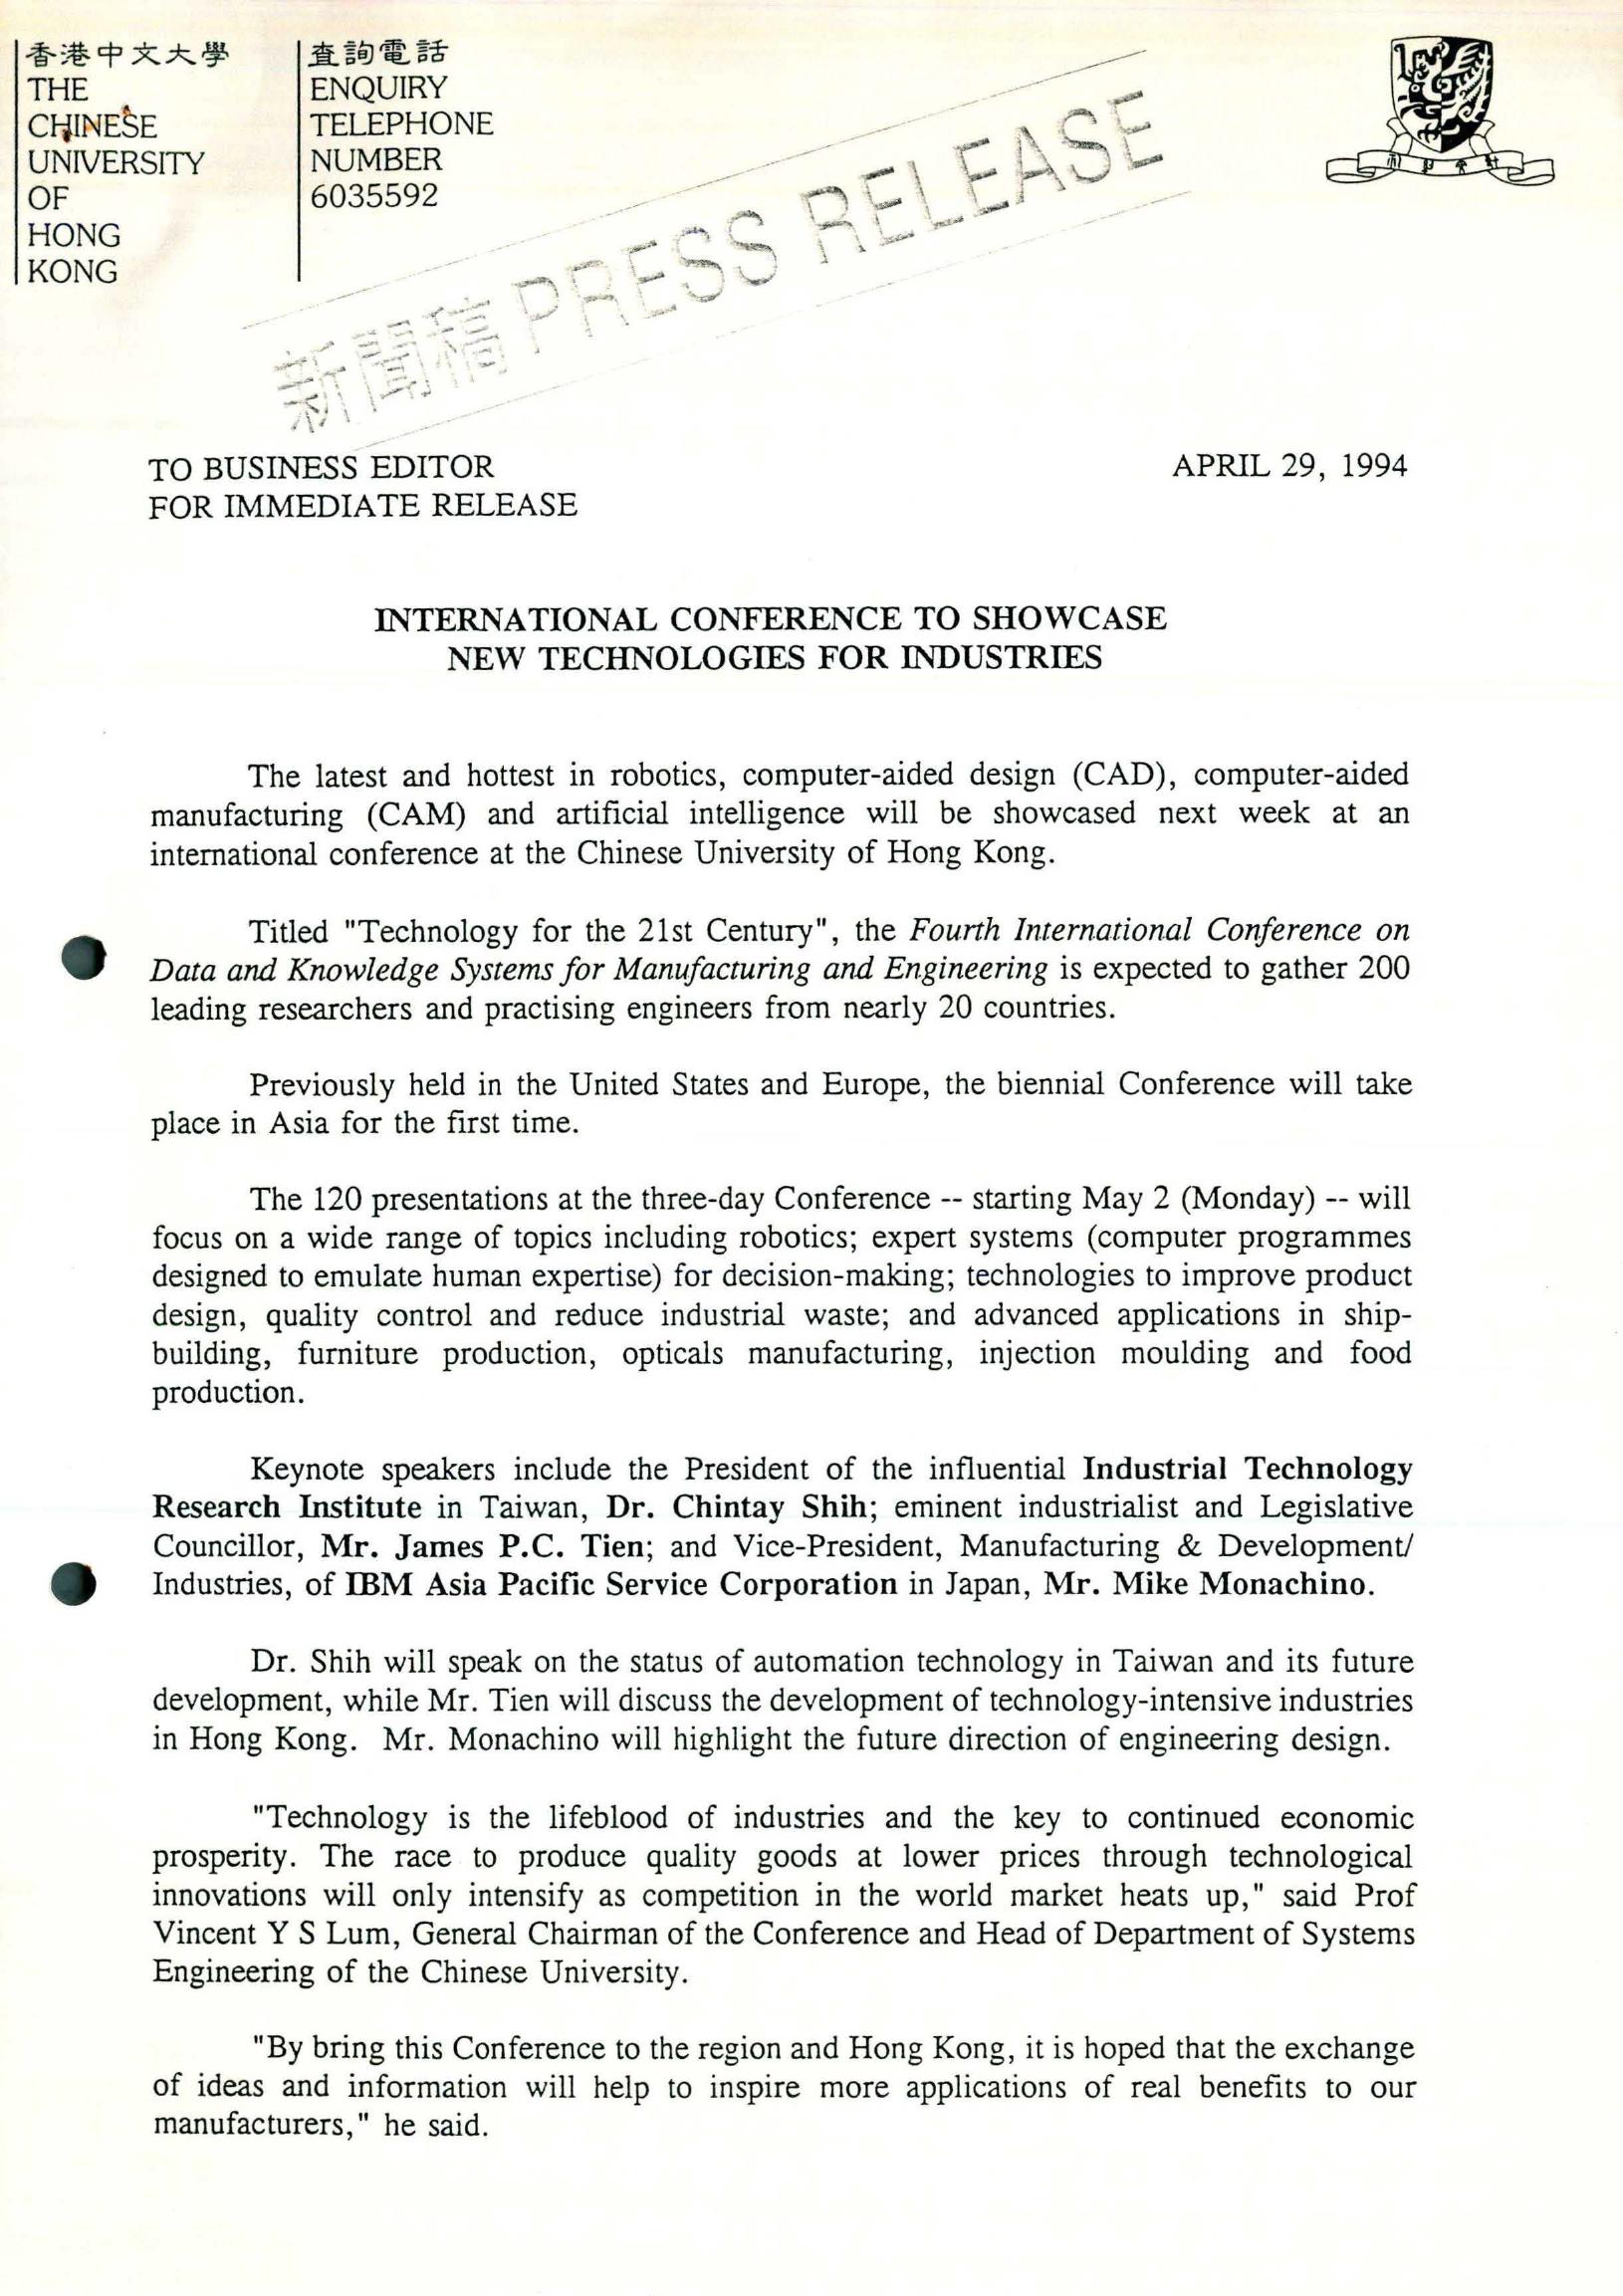 香港中文大學
THE
CHINESE
UNIVERSITY
OF
HONG
KONG
查詢電話
ENQUIRY
TELEPHONE
NUMBER
6035592
新聞稿 PRESS RELEASE
TO BUSINESS EDITOR
FOR IMMEDIATE RELEASE
APRIL 29, 1994
INTERNATIONAL CONFERENCE TO SHOWCASE
NEW TECHNOLOGIES FOR INDUSTRIES
The latest and hottest in robotics, computer-aided design (CAD), computer-aided
manufacturing (CAM) and artificial intelligence will be showcased next week at an
international conference at the Chinese University of Hong Kong.
Titled "Technology for the 21st Century", the Fourth International Conference on
Data and Knowledge Systems for Manufacturing and Engineering is expected to gather 200
leading researchers and practising engineers from nearly 20 countries.
Previously held in the United States and Europe, the biennial Conference will take
place in Asia for the first time.
The 120 presentations at the three-day Conference -- starting May 2 (Monday) -- will
focus on a wide range of topics including robotics; expert systems (computer programmes
designed to emulate human expertise) for decision-making; technologies to improve product
design, quality control and reduce industrial waste; and advanced applications in ship-
building, furniture production, opticals manufacturing, injection moulding and food
production.
Keynote speakers include the President of the influential Industrial Technology
Research Institute in Taiwan, Dr. Chintay Shih; eminent industrialist and Legislative
Councillor, Mr. James P.C. Tien; and Vice-President, Manufacturing & Development/
Industries, of IBM Asia Pacific Service Corporation in Japan, Mr. Mike Monachino.
Dr. Shih will speak on the status of automation technology in Taiwan and its future
development, while Mr. Tien will discuss the development of technology-intensive industries
in Hong Kong. Mr. Monachino will highlight the future direction of engineering design.
"Technology is the lifeblood of industries and the key to continued economic
prosperity. The race to produce quality goods at lower prices through technological
innovations will only intensify as competition in the world market heats up," said Prof
Vincent Y S Lum, General Chairman of the Conference and Head of Department of Systems
Engineering of the Chinese University.
"By bring this Conference to the region and Hong Kong, it is hoped that the exchange
of ideas and information will help to inspire more applications of real benefits to our
manufacturers," he said.